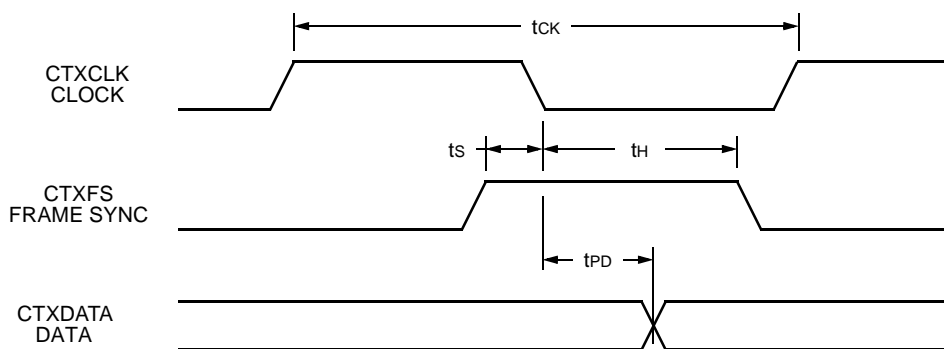 tCK
CTXCLK
CLOCK
tS
tH
CTXFS
FRAME SYNC
tPD
CTXDATA
DATA